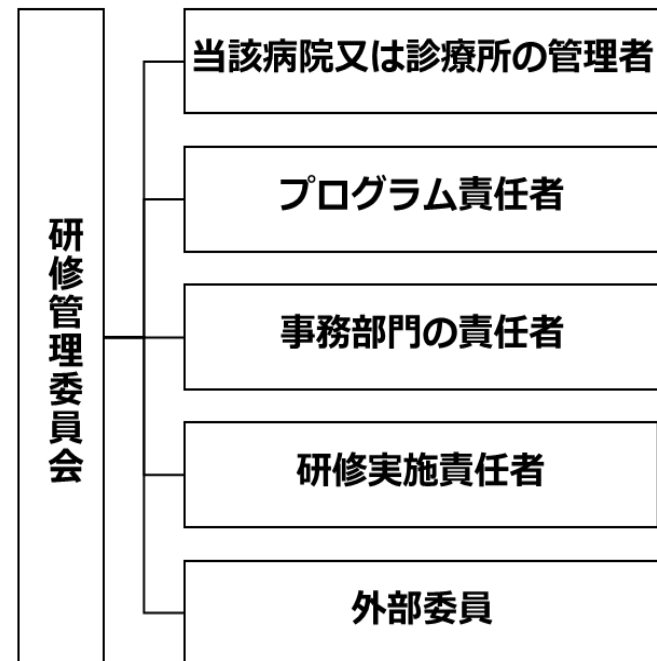 研修管理委員会
当該病院又は診療所の管理者
プログラム責任者
事務部門の責任者
研修実施責任者
外部委員